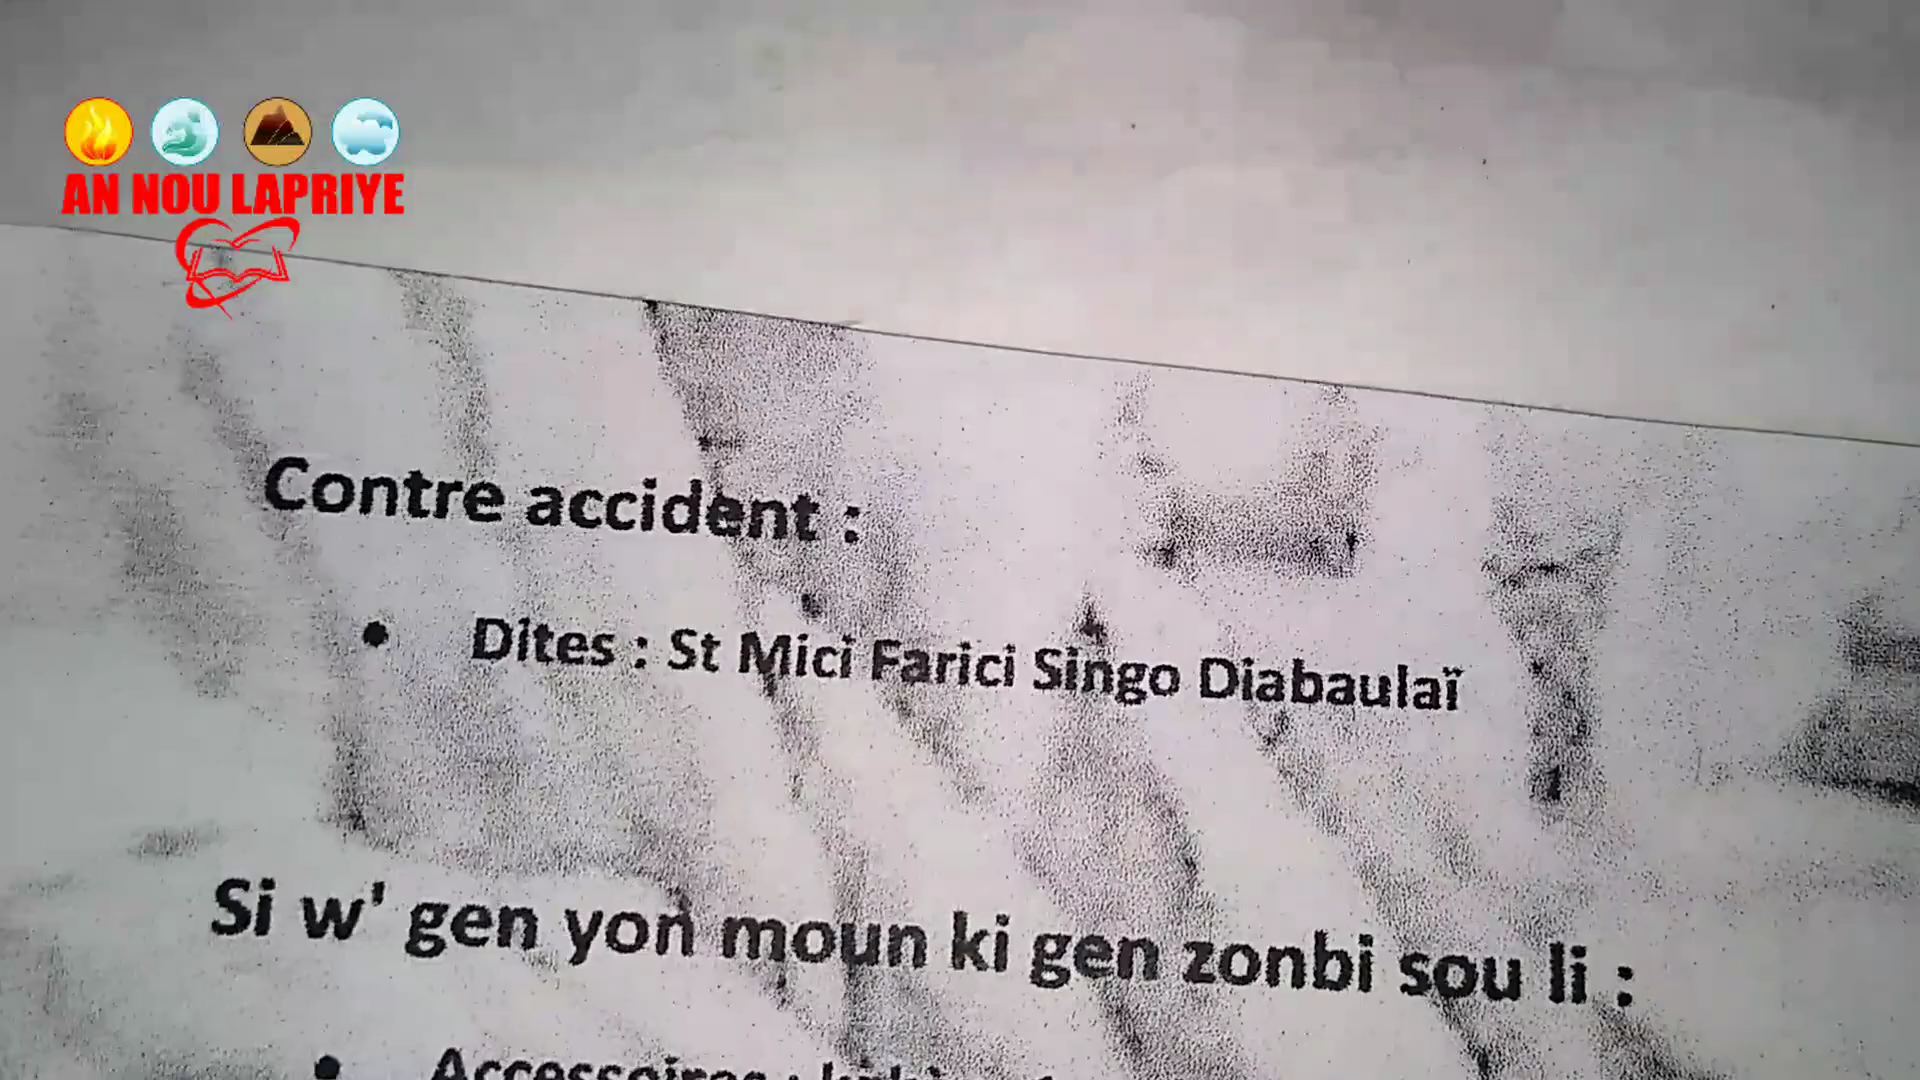 AN NOU LAPRIYE
Contre accident :
• Dites : St Mici Farici Singo Diabaulaï
Si w' gen yon moun ki gen zonbi sou li :
• Accessoires :